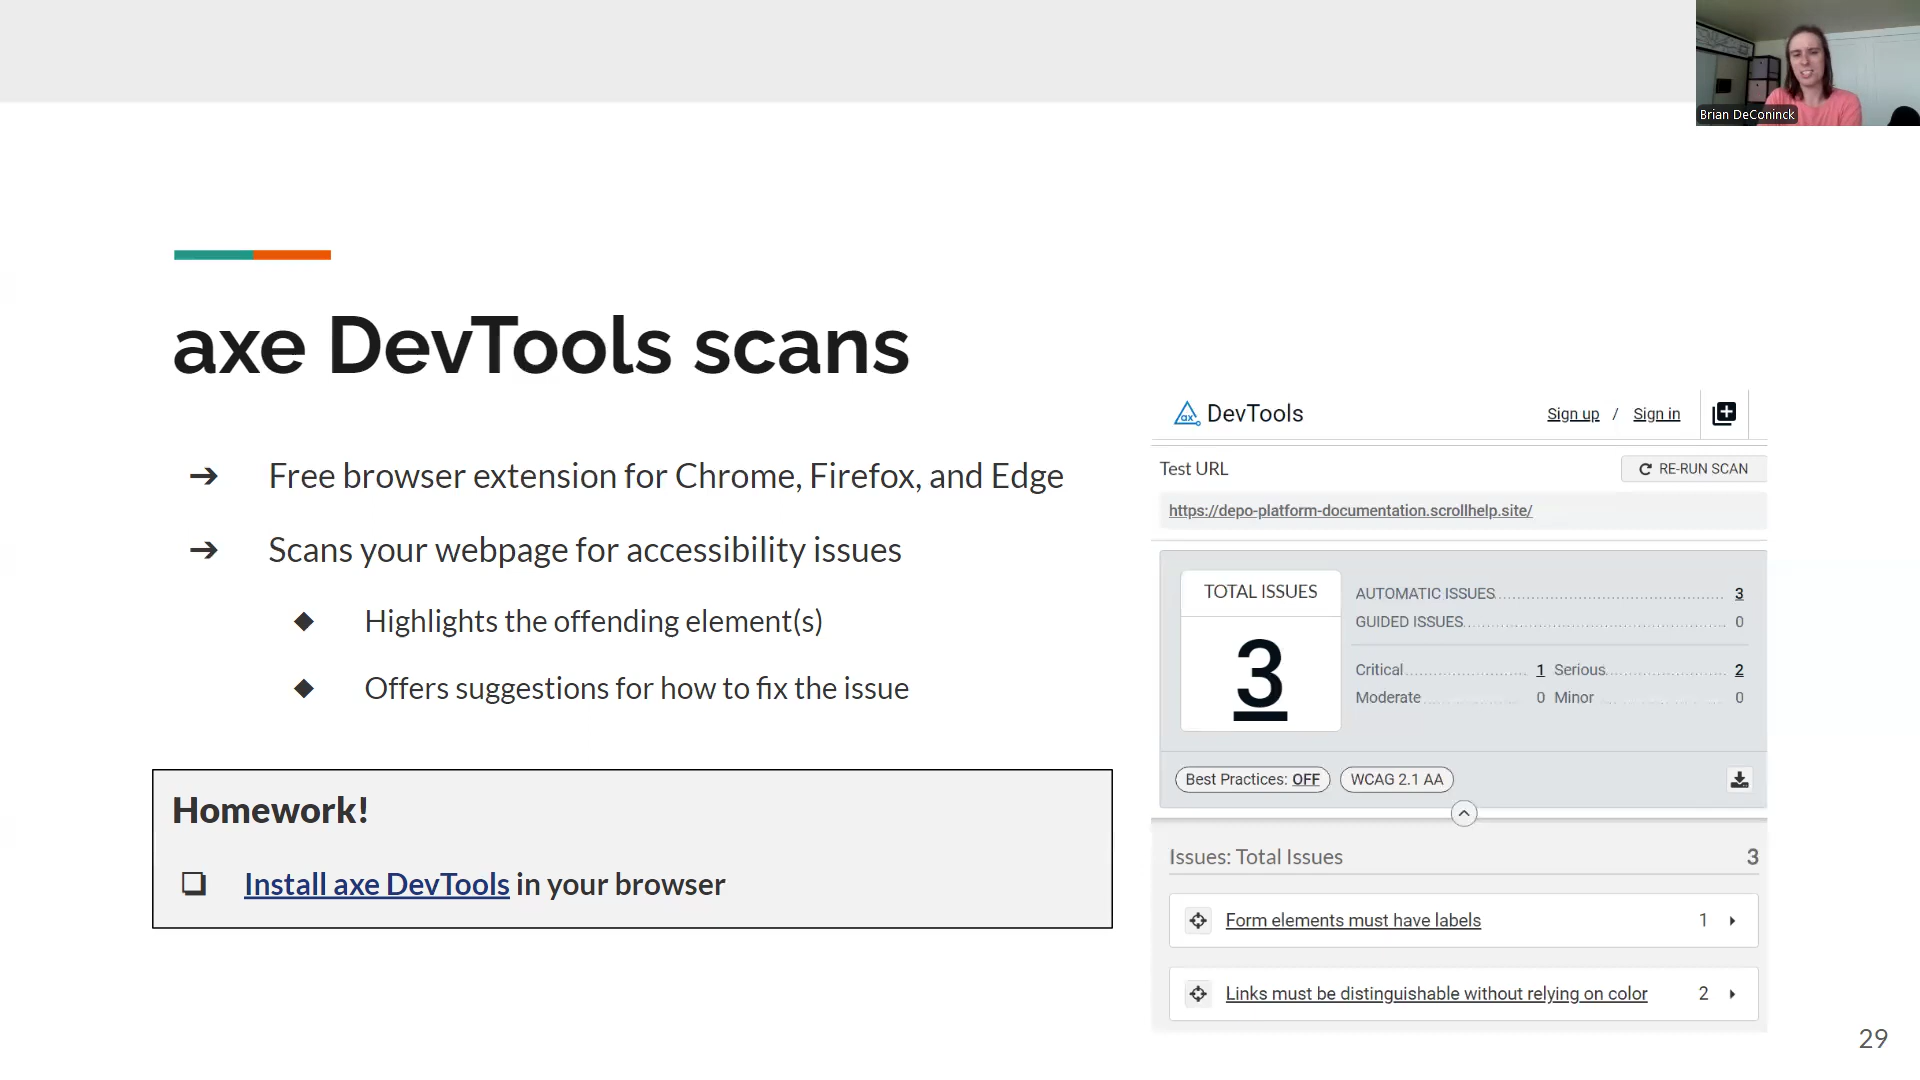 Brian DeConinck
axe DevTools scans
➔ Free browser extension for Chrome, Firefox, and Edge
➔ Scans your webpage for accessibility issues
◆ Highlights the offending element(s)
◆ Offers suggestions for how to fix the issue
Homework!
❏ Install axe DevTools in your browser
ax DevTools
Sign up / Sign in
Test URL
RE-RUN SCAN
https://depo-platform-documentation.scrollhelp.site/
TOTAL ISSUES
3
AUTOMATIC ISSUES 3
GUIDED ISSUES 0
Critical 1 Serious 2
Moderate 0 Minor 0
Best Practices: OFF WCAG 2.1 AA
Issues: Total Issues 3
Form elements must have labels 1
Links must be distinguishable without relying on color 2
29